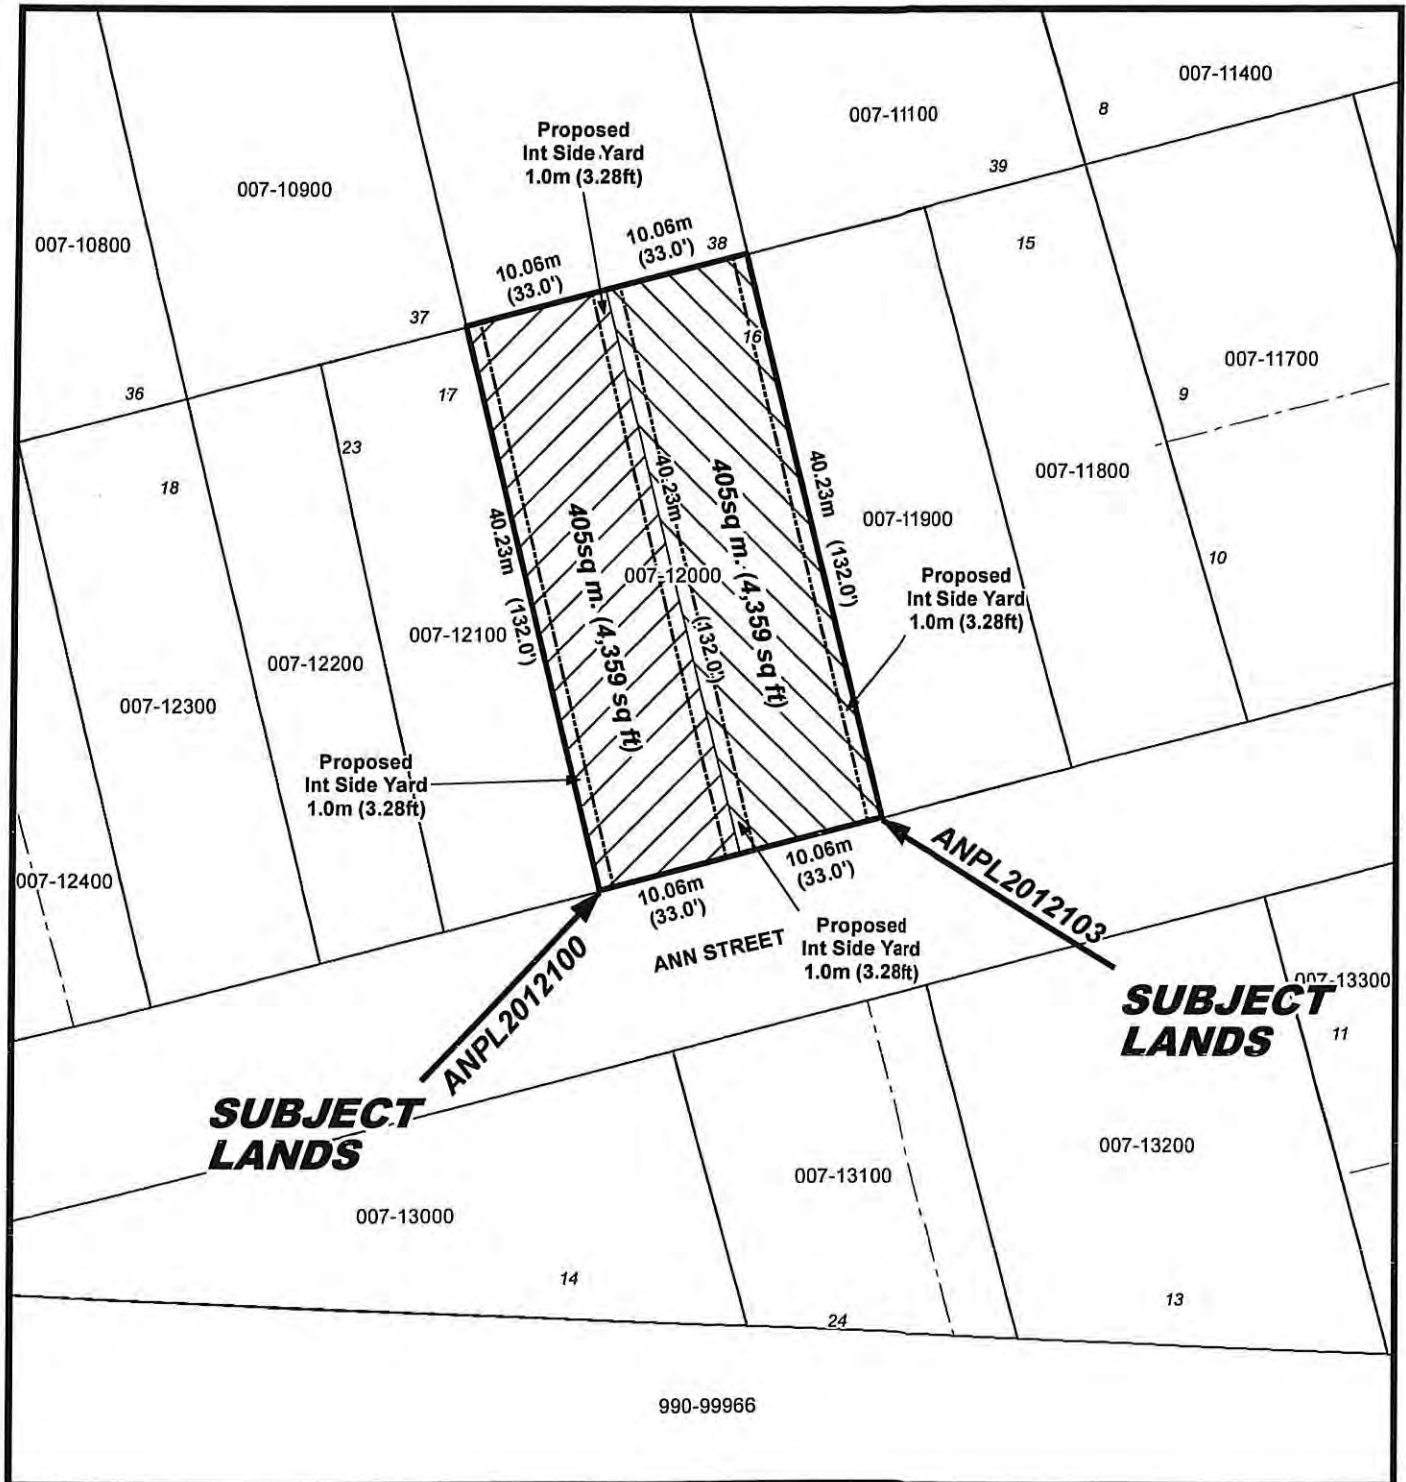 007-11400
8
007-11100
Proposed
Int Side Yard
1.0m (3.28ft)
39
007-10900
007-10800
10.06m
(33.0')
38
10.06m
(33.0')
15
37
16
007-11700
36
17
9
23
18
007-11800
40.23m (132.0')
405sq m. (4,359 sq ft)
40.23m (132.0')
405sq m. (4,359 sq ft)
40.23m (132.0')
007-12000
007-11900
10
Proposed
Int Side Yard
1.0m (3.28ft)
007-12100
007-12200
007-12300
Proposed
Int Side Yard
1.0m (3.28ft)
007-12400
10.06m
(33.0')
10.06m
(33.0')
ANN STREET
Proposed
Int Side Yard
1.0m (3.28ft)
ANPL2012103
SUBJECT
LANDS
007-13300
11
ANPL2012100
SUBJECT
LANDS
007-13200
007-13100
007-13000
14
13
24
990-99966